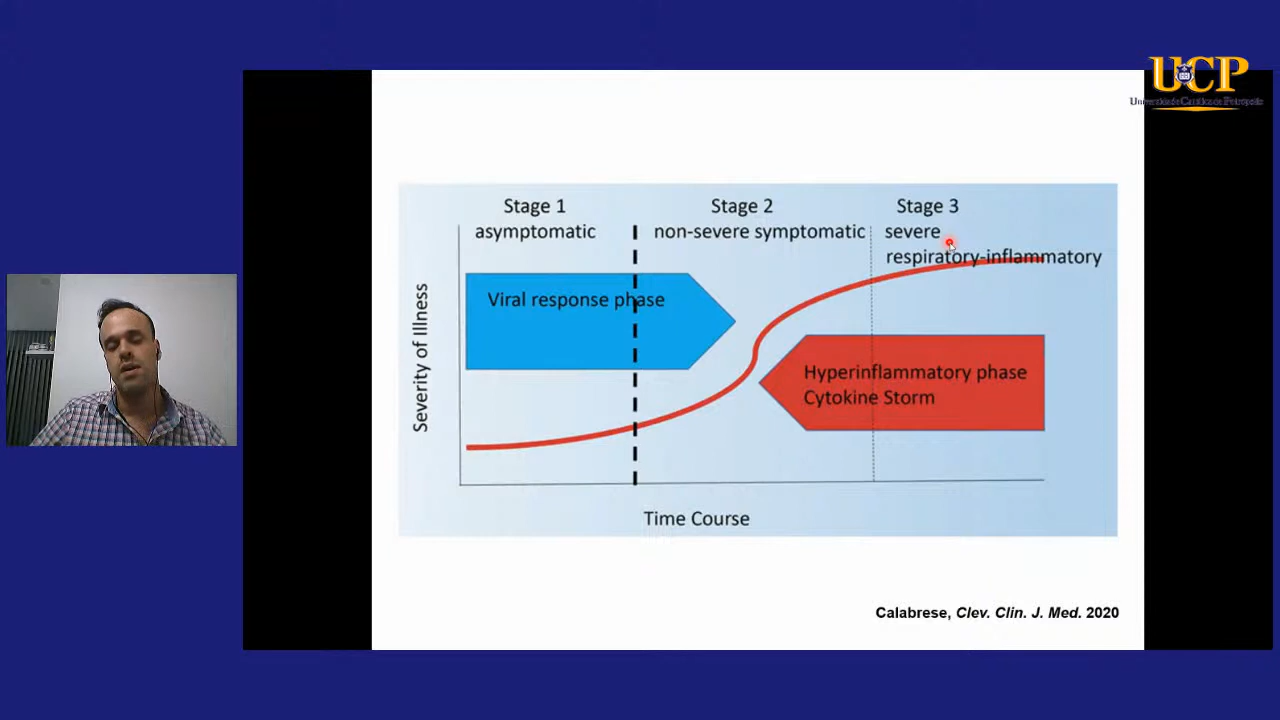 UCP
Universidade Católica de Petrópolis
Stage 1
asymptomatic
Stage 2
non-severe symptomatic
Stage 3
severe
respiratory-inflammatory
Viral response phase
Severity of Illness
Hyperinflammatory phase
Cytokine Storm
Time Course
Calabrese, Clev. Clin. J. Med. 2020